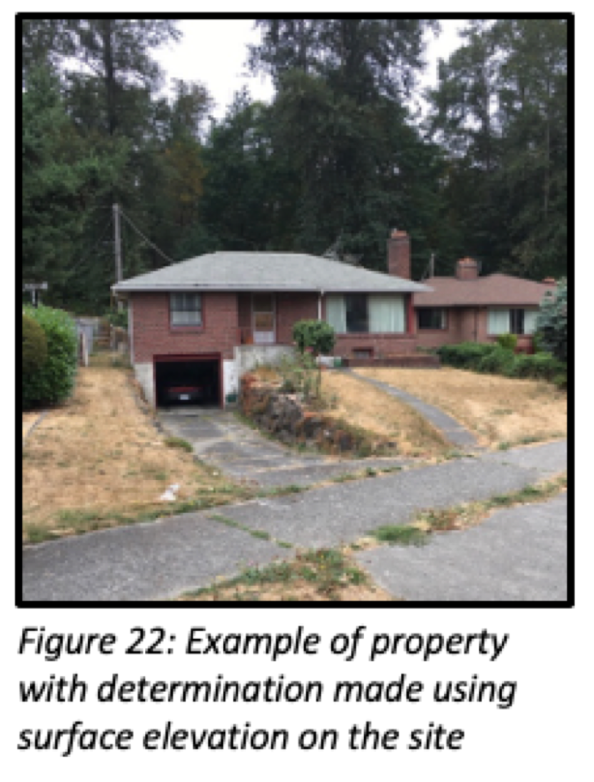 Figure 22: Example of property
with determination made using
surface elevation on the site